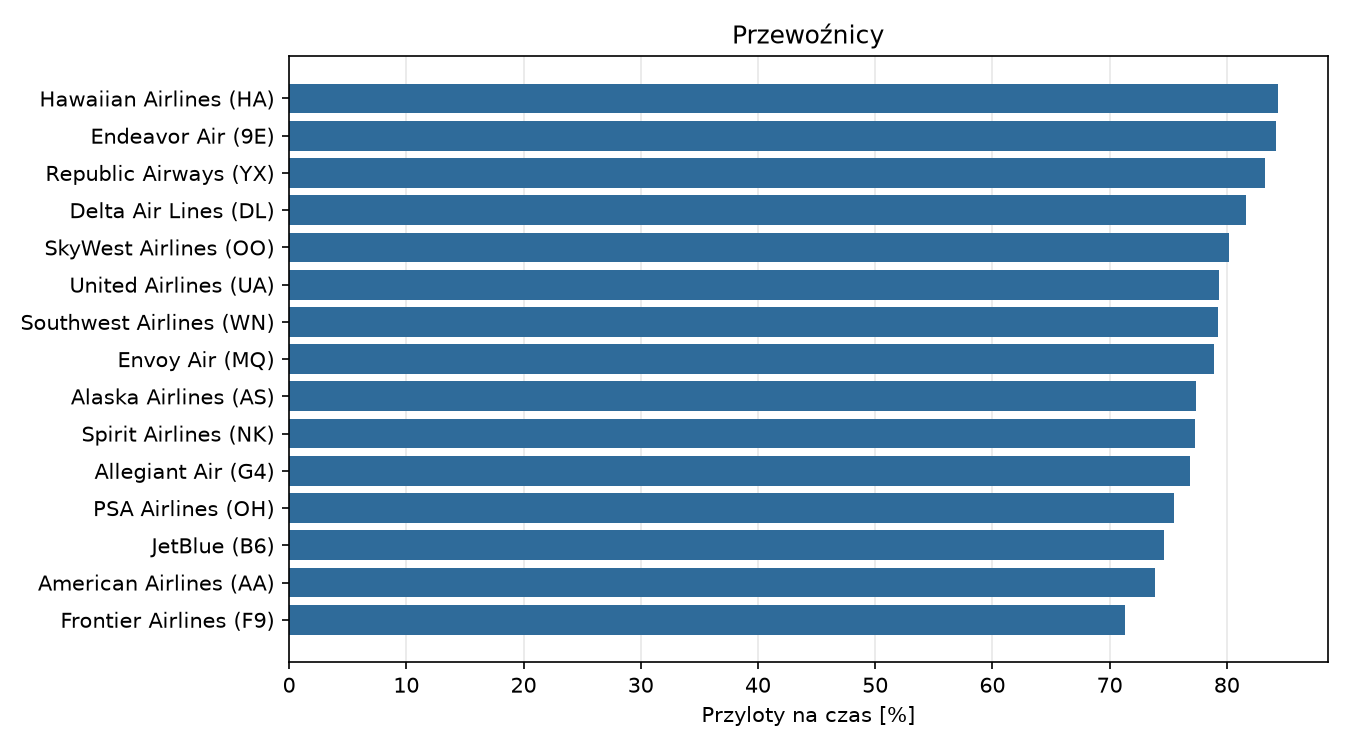 Przewoźnicy
Hawaiian Airlines (HA)
Endeavor Air (9E)
Republic Airways (YX)
Delta Air Lines (DL)
SkyWest Airlines (OO)
United Airlines (UA)
Southwest Airlines (WN)
Envoy Air (MQ)
Alaska Airlines (AS)
Spirit Airlines (NK)
Allegiant Air (G4)
PSA Airlines (OH)
JetBlue (B6)
American Airlines (AA)
Frontier Airlines (F9)
0 10 20 30 40 50 60 70 80
Przyloty na czas [%]